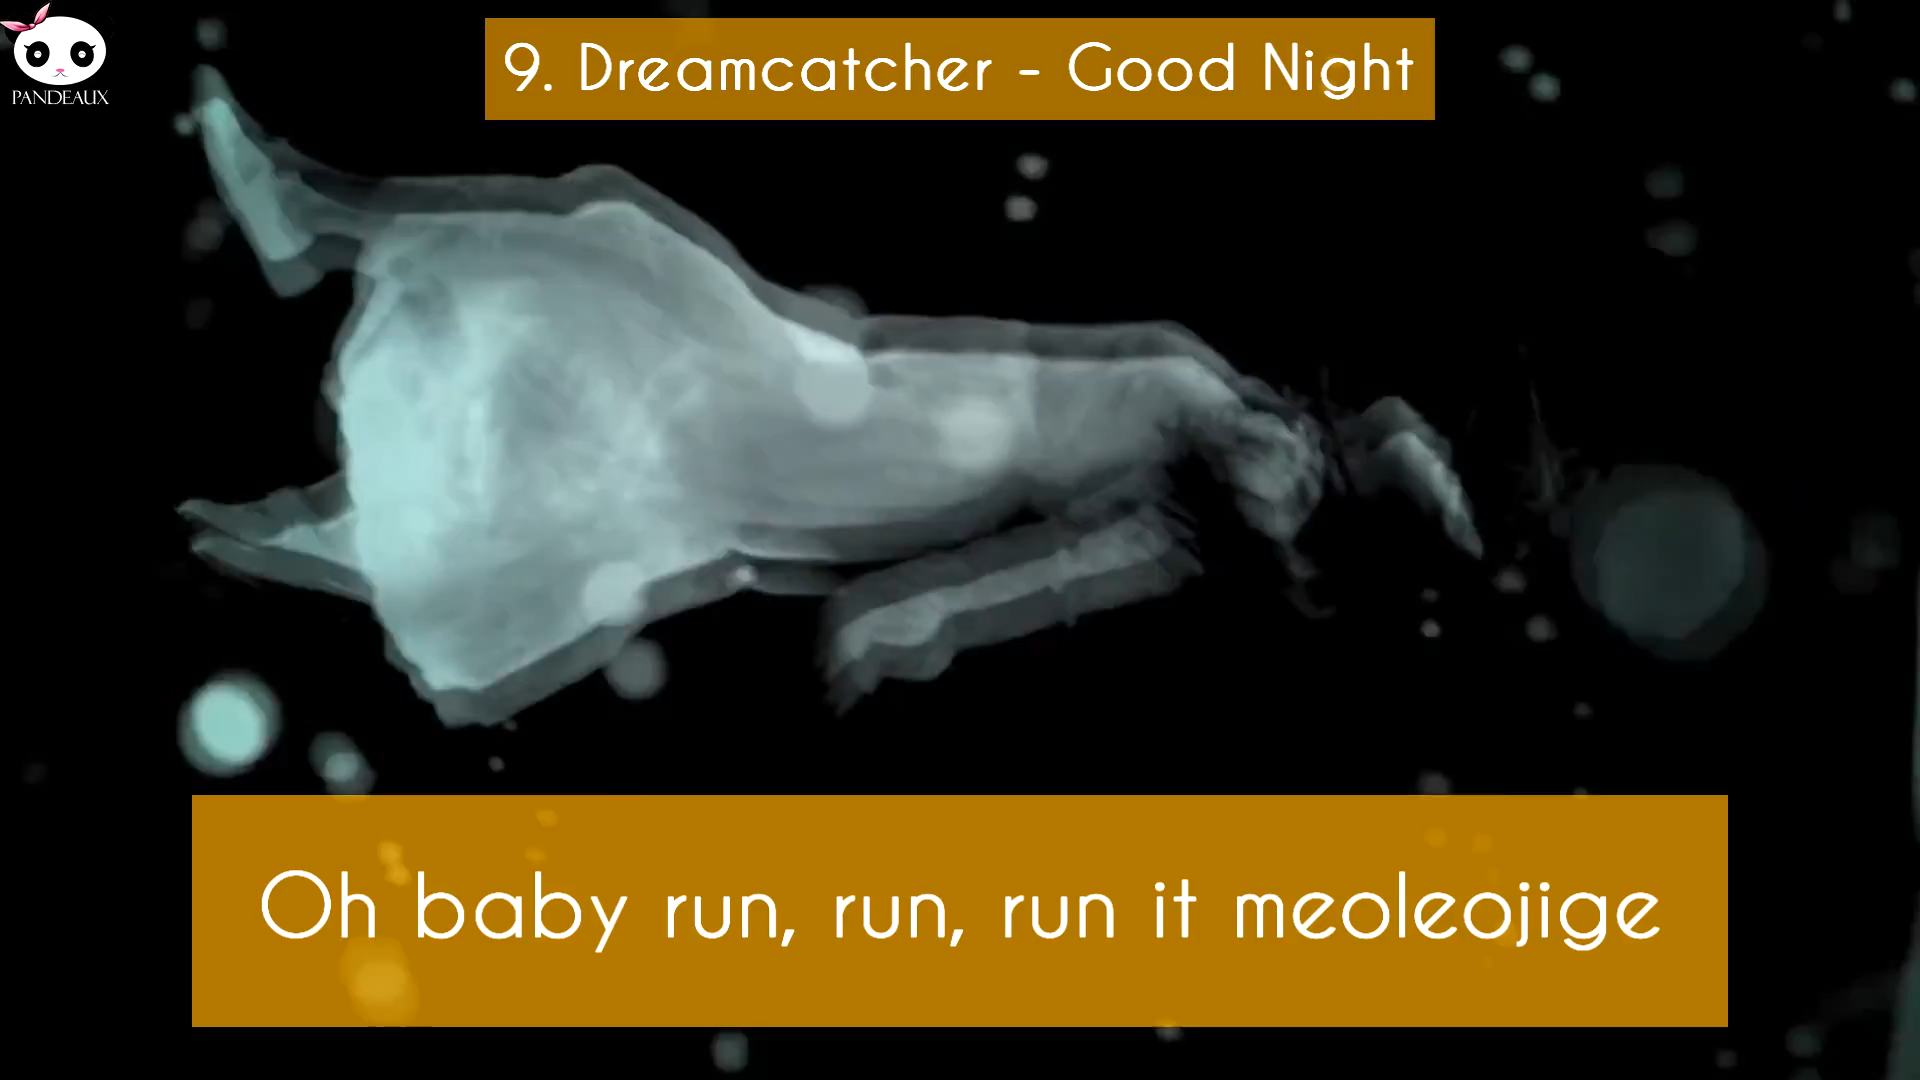 PANDEAUX
9. Dreamcatcher - Good Night
Oh baby run, run, run it meoleojige